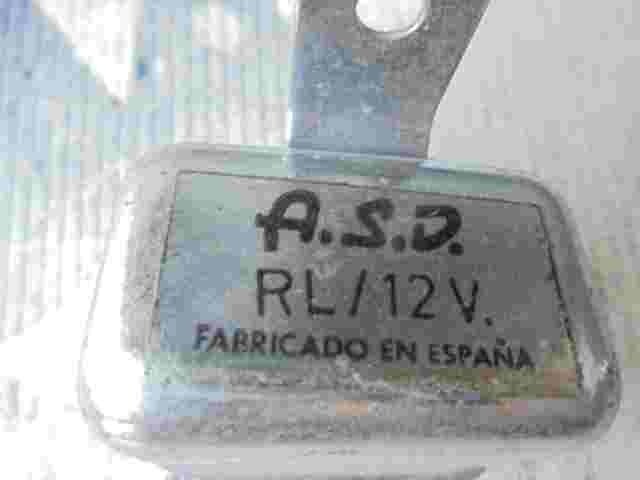 A.S.D.
RL/12V.
FABRICADO EN ESPAÑA